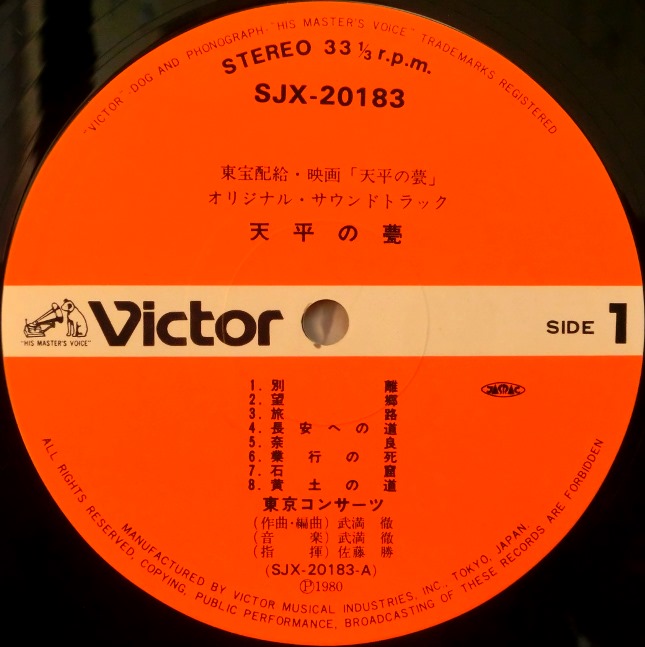 "VICTOR"-DOG AND PHONOGRAPH-"HIS MASTER'S VOICE" TRADEMARKS REGISTERED
STEREO 33 1/3 r.p.m.
SJX-20183
東宝配給・映画「天平の甍」
オリジナル・サウンドトラック
天平の甍
Victor
"HIS MASTER'S VOICE"
SIDE 1
JASRAC
1. 別離
2. 望郷
3. 旅路
4. 長安への道
5. 奈良
6. 業行の死
7. 石窟
8. 黄土の道
東京コンサーツ
(作曲・編曲) 武満 徹
(音楽) 武満 徹
(指揮) 佐藤 勝
(SJX-20183-A)
Ⓟ1980
ALL RIGHTS RESERVED, COPYING, PUBLIC PERFORMANCE, BROADCASTING OF THESE RECORDS ARE FORBIDDEN
MANUFACTURED BY VICTOR MUSICAL INDUSTRIES, INC., TOKYO, JAPAN.